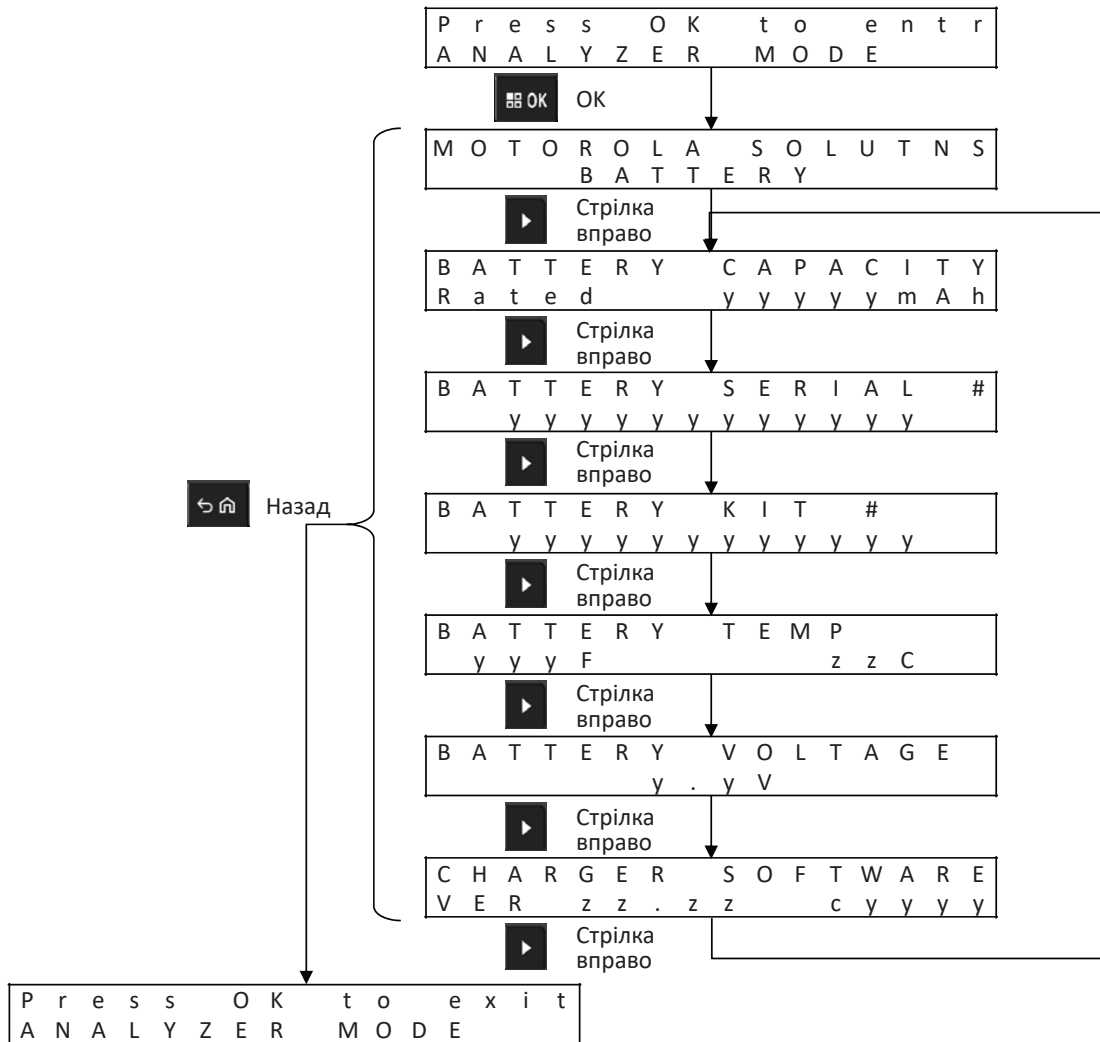 Press OK to entr
ANALYZER MODE
OK OK
MOTOROLA SOLUTNS
BATTERY
Стрілка
вправо
BATTERY CAPACITY
Rated yyyyymAh
Стрілка
вправо
BATTERY SERIAL #
yyyyyyyyyyyy
Стрілка
вправо
Назад
BATTERY KIT #
yyyyyyyyyyyy
Стрілка
вправо
BATTERY TEMP
yyyF zzC
Стрілка
вправо
BATTERY VOLTAGE
y.yV
Стрілка
вправо
CHARGER SOFTWARE
VER zz.zz cyyyy
Стрілка
вправо
Press OK to exit
ANALYZER MODE